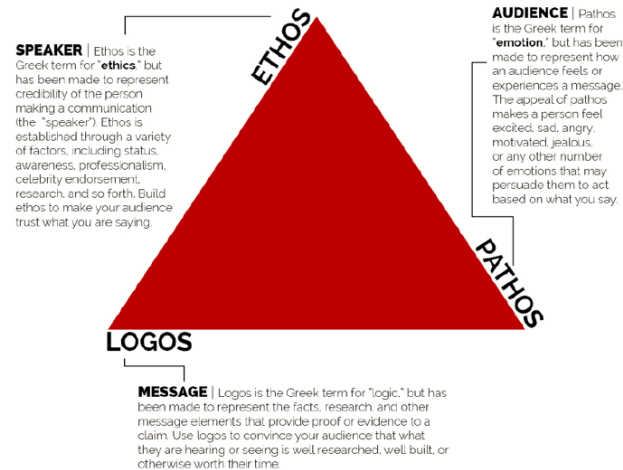 ETHOS
SPEAKER | Ethos is the
Greek term for "ethics," but
has been made to represent
credibility of the person
making a communication
(the "speaker"). Ethos is
established through a variety
of factors, including status,
awareness, professionalism,
celebrity endorsement,
research, and so forth. Build
ethos to make your audience
trust what you are saying.
AUDIENCE | Pathos
is the Greek term for
"emotion," but has been
made to represent how
an audience feels or
experiences a message.
The appeal of pathos
makes a person feel
excited, sad, angry,
motivated, jealous,
or any other number
of emotions that may
persuade them to act
based on what you say.
PATHOS
LOGOS
MESSAGE | Logos is the Greek term for "logic," but has
been made to represent the facts, research, and other
message elements that provide proof or evidence to a
claim. Use logos to convince your audience that what
they are hearing or seeing is well researched, well built, or
otherwise worth their time.